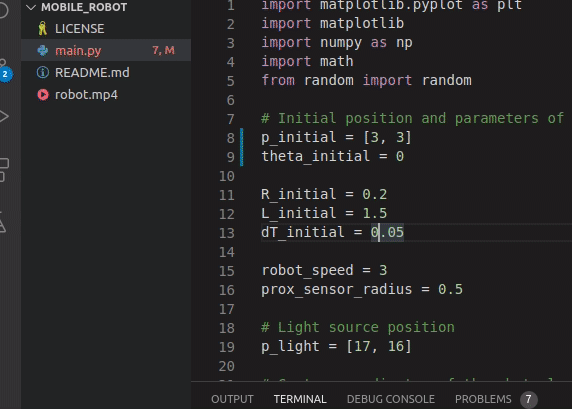 MOBILE_ROBOT
LICENSE
main.py 7, M
README.md
robot.mp4
2
1 import matplotlib.pyplot as plt
2 import matplotlib
3 import numpy as np
4 import math
5 from random import random
6
7 # Initial position and parameters of
8 p_initial = [3, 3]
9 theta_initial = 0
10
11 R_initial = 0.2
12 L_initial = 1.5
13 dT_initial = 0.05
14
15 robot_speed = 3
16 prox_sensor_radius = 0.5
17
18 # Light source position
19 p_light = [17, 16]
20
OUTPUT TERMINAL DEBUG CONSOLE PROBLEMS 7